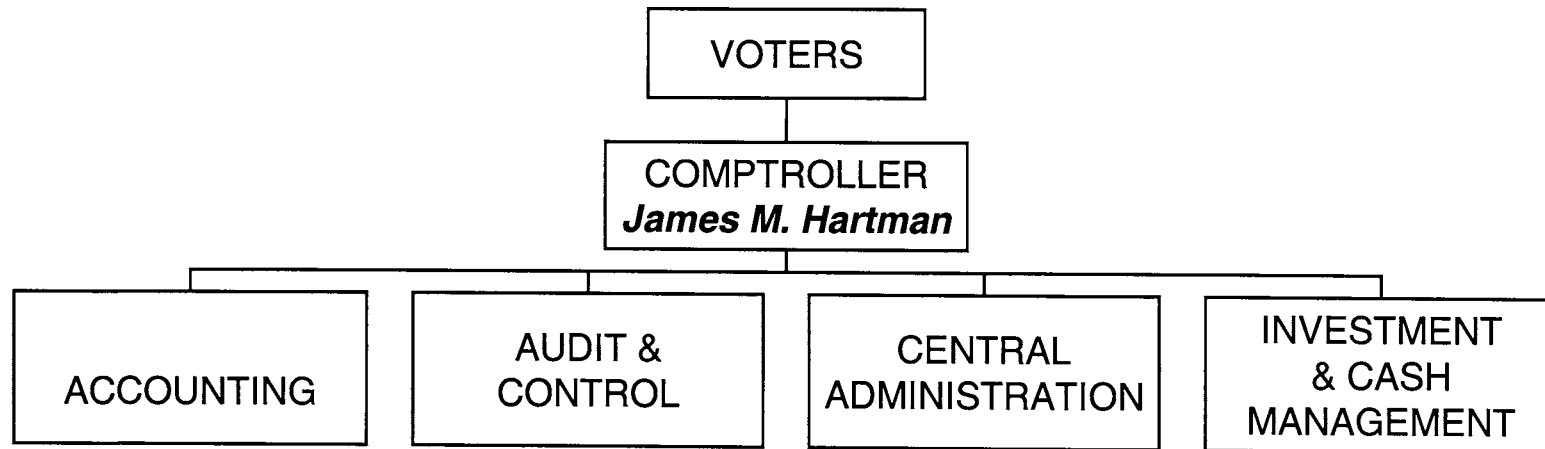 VOTERS
COMPTROLLER
James M. Hartman
ACCOUNTING
AUDIT &
CONTROL
CENTRAL
ADMINISTRATION
INVESTMENT
& CASH
MANAGEMENT